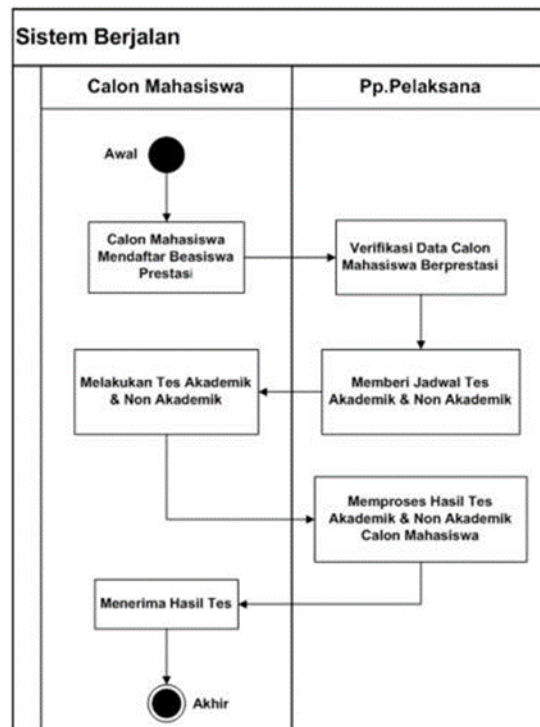 Sistem Berjalan
Calon Mahasiswa
Pp.Pelaksana
Awal
Calon Mahasiswa
Mendaftar Beasiswa
Prestasi
Verifikasi Data Calon
Mahasiswa Berprestasi
Melakukan Tes Akademik
& Non Akademik
Memberi Jadwal Tes
Akademik & Non Akademik
Memproses Hasil Tes
Akademik & Non Akademik
Calon Mahasiswa
Menerima Hasil Tes
Akhir